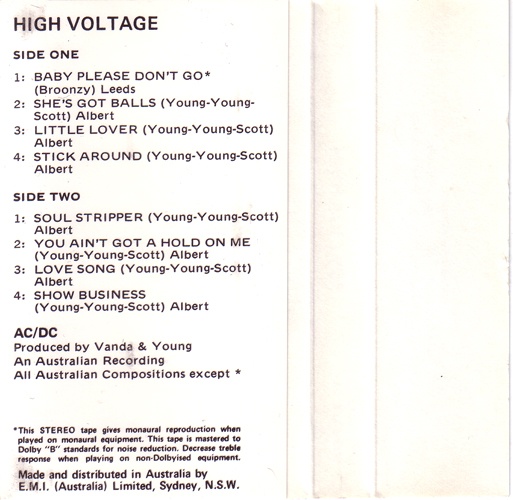 HIGH VOLTAGE
SIDE ONE
1: BABY PLEASE DON'T GO*
(Broonzy) Leeds
2: SHE'S GOT BALLS (Young-Young-
Scott) Albert
3: LITTLE LOVER (Young-Young-Scott)
Albert
4: STICK AROUND (Young-Young-Scott)
Albert
SIDE TWO
1: SOUL STRIPPER (Young-Young-Scott)
Albert
2: YOU AIN'T GOT A HOLD ON ME
(Young-Young-Scott) Albert
3: LOVE SONG (Young-Young-Scott)
Albert
4: SHOW BUSINESS
(Young-Young-Scott) Albert
AC/DC
Produced by Vanda & Young
An Australian Recording
All Australian Compositions except *
*This STEREO tape gives monaural reproduction when
played on monaural equipment. This tape is mastered to
Dolby "B" standards for noise reduction. Decrease treble
response when playing on non-Dolbyised equipment.
Made and distributed in Australia by
E.M.I. (Australia) Limited, Sydney, N.S.W.